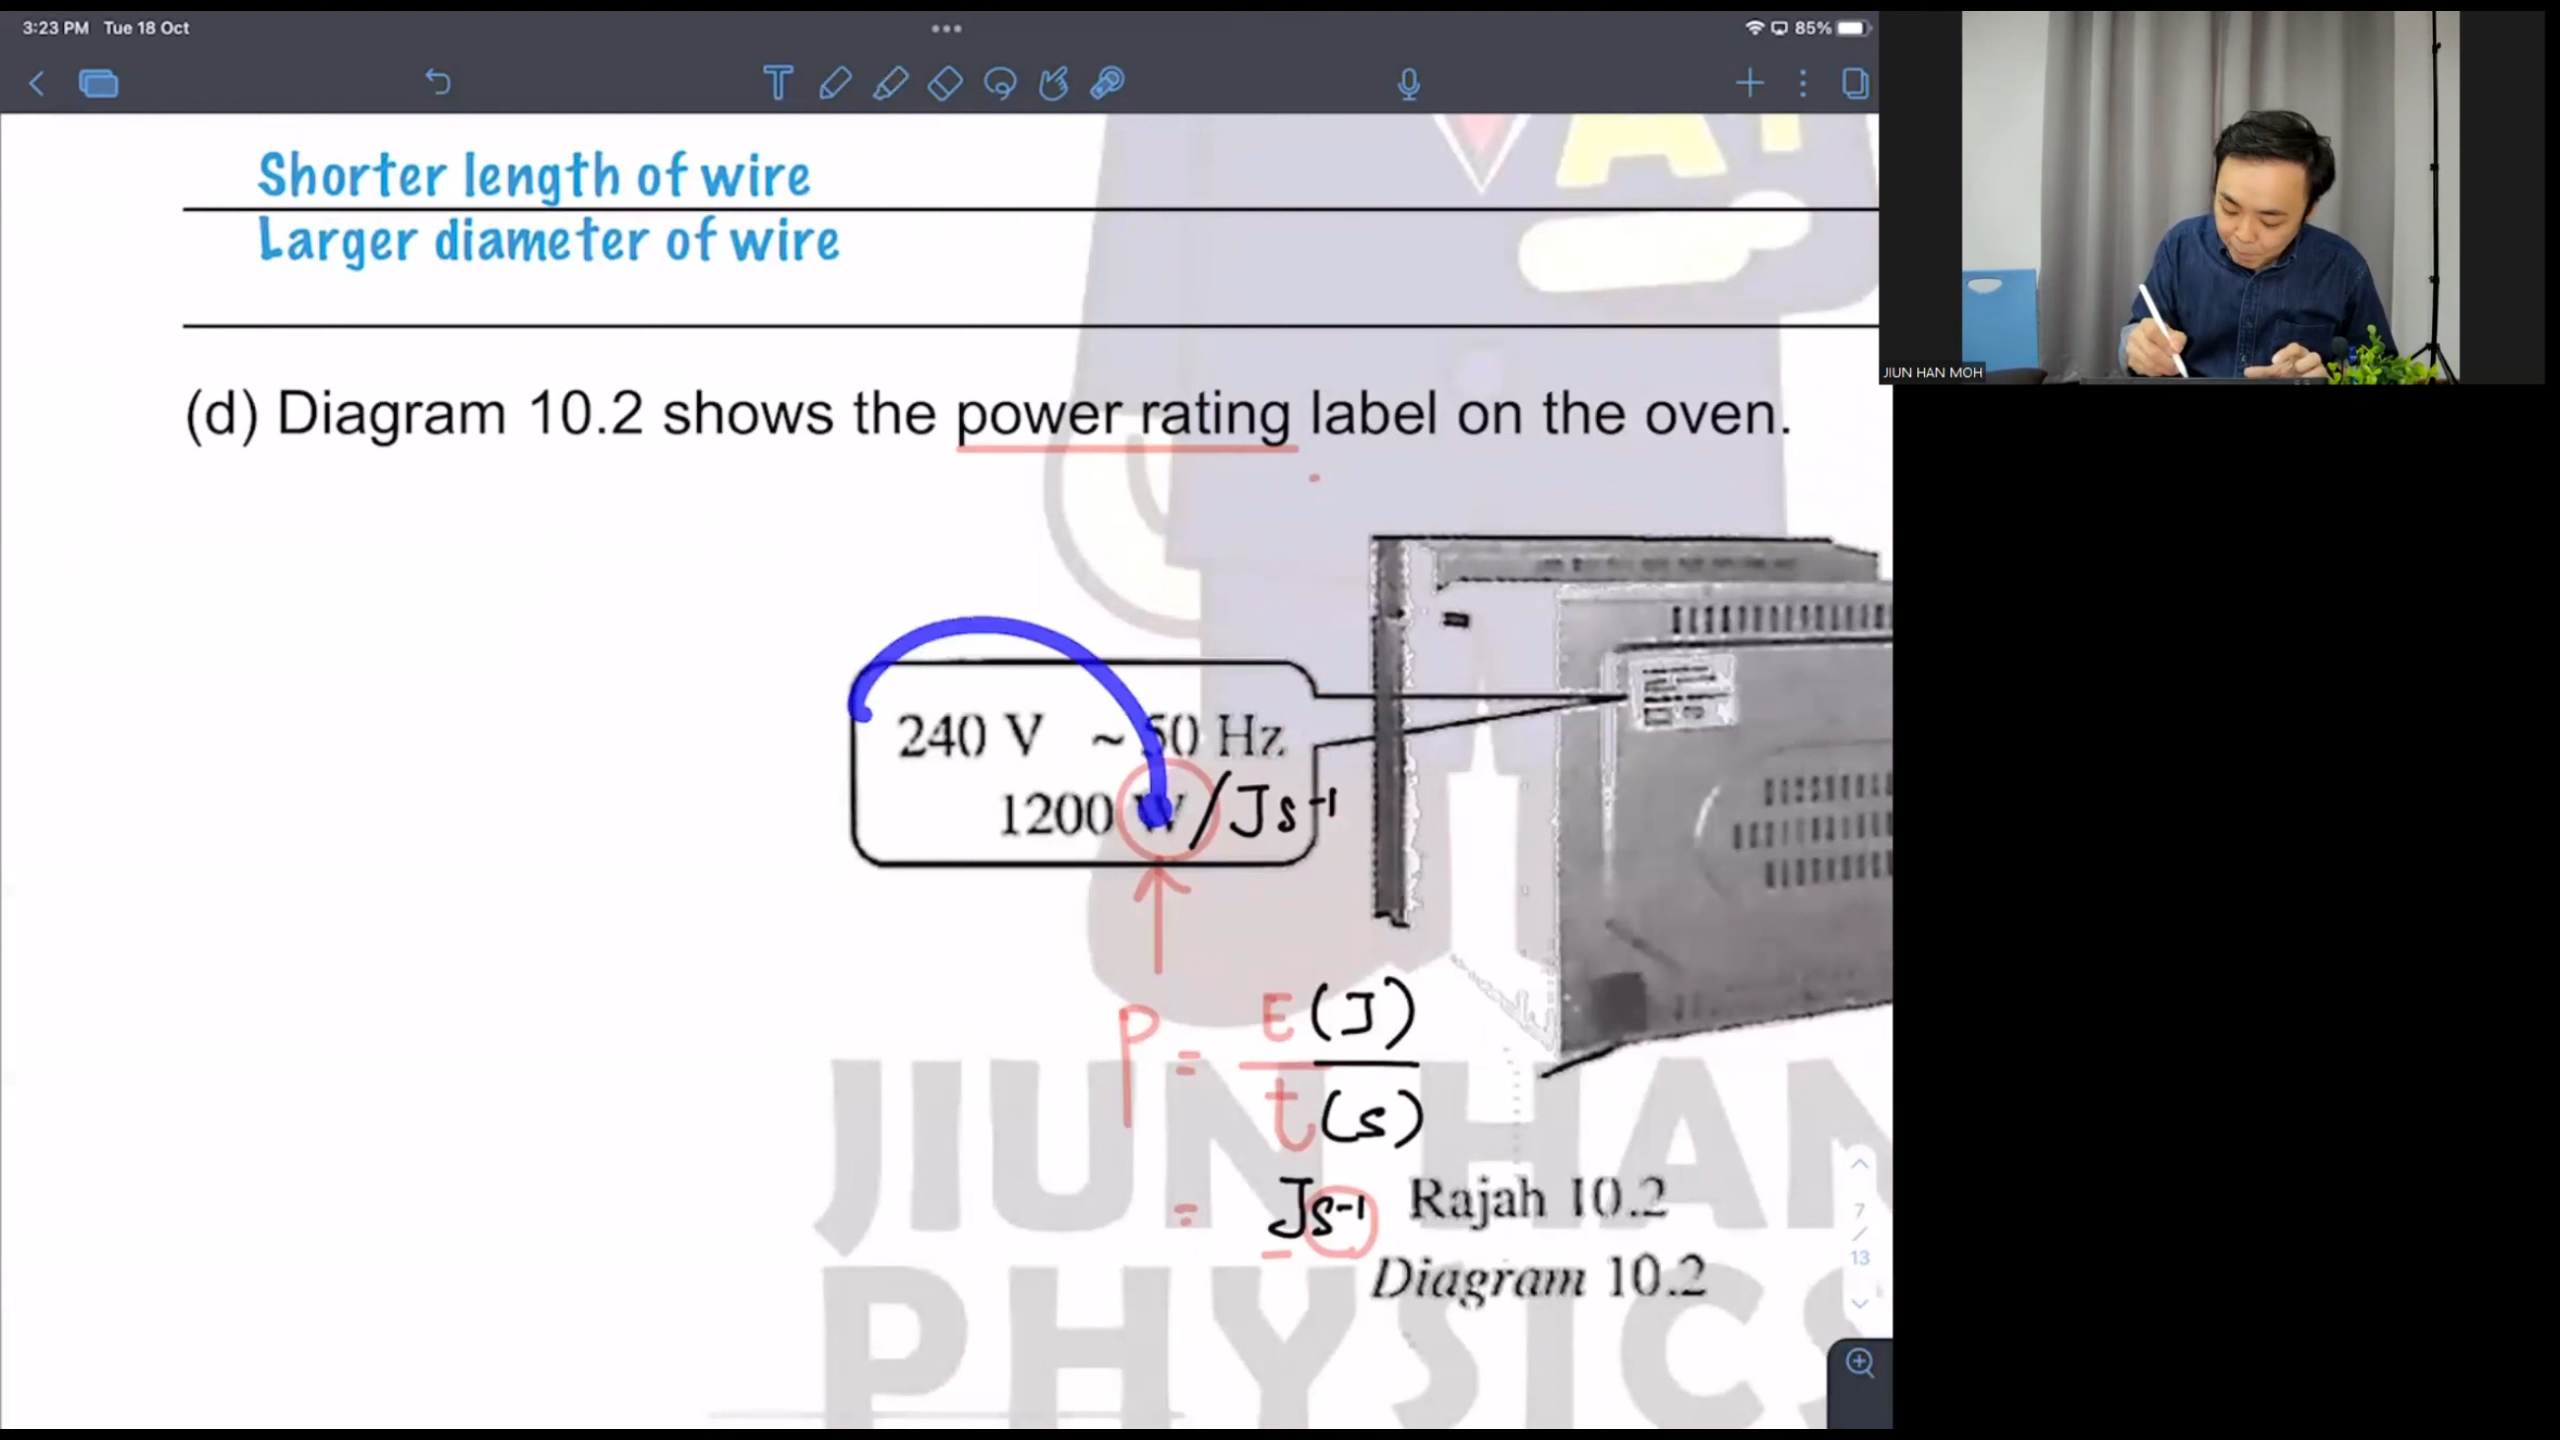 3:23 PM Tue 18 Oct
85%
Shorter length of wire
Larger diameter of wire
JIUN HAN MOH
(d) Diagram 10.2 shows the power rating label on the oven.
240 V ~ 50 Hz
1200 W/Js⁻¹
P = E (J)
t (s)
= Js⁻¹
Rajah 10.2
Diagram 10.2
7
/
13
JIUN HAN
PHYSICS